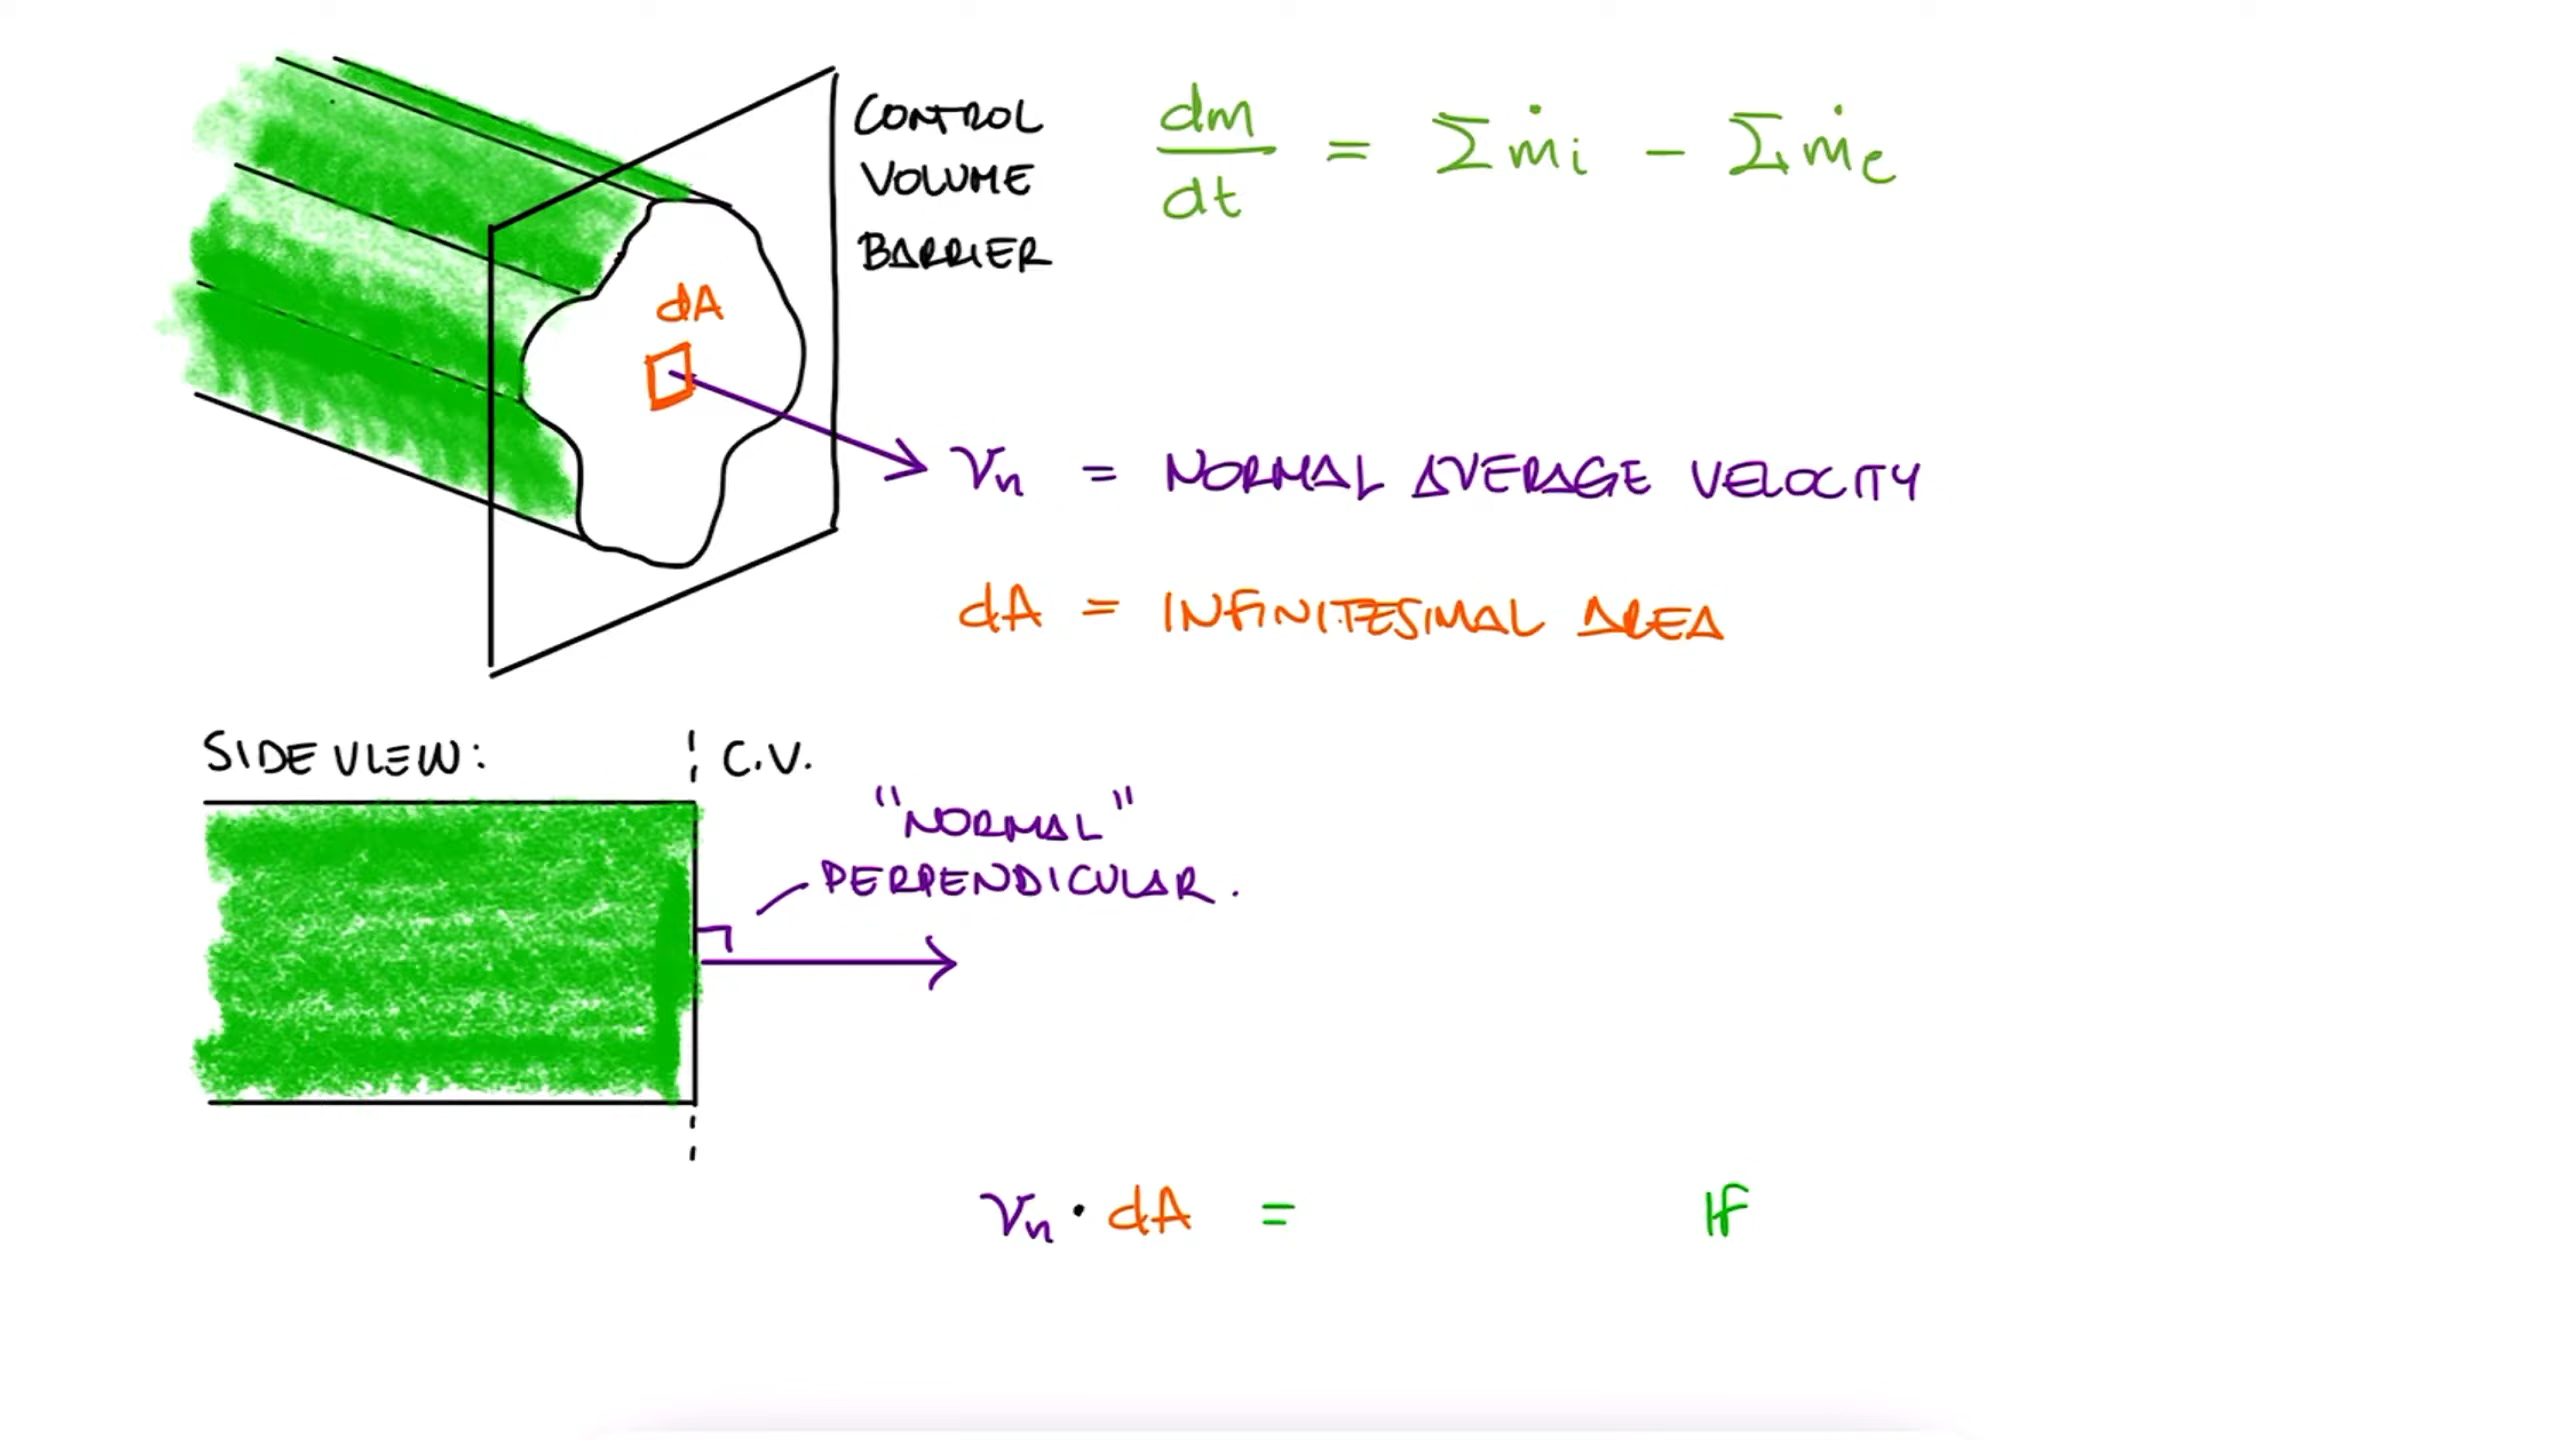 CONTROL
VOLUME
BARRIER
dm/dt = Σṁi - Σṁe
dA
Vn = NORMAL AVERAGE VELOCITY
dA = INFINITESIMAL AREA
SIDE VIEW:
C.V.
"NORMAL"
PERPENDICULAR.
Vn · dA = IF